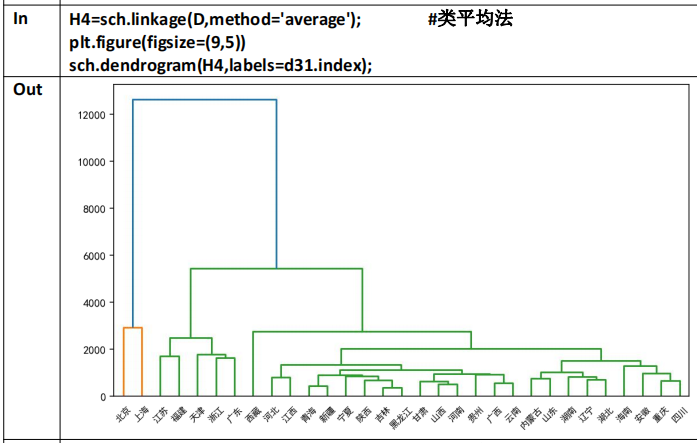 In
H4=sch.linkage(D,method='average'); #类平均法
plt.figure(figsize=(9,5))
sch.dendrogram(H4,labels=d31.index);
Out
12000
10000
8000
6000
4000
2000
0
北京 上海 江苏 福建 天津 浙江 广东 西藏 河北 江西 青海 新疆 宁夏 陕西 吉林 黑龙江 甘肃 山西 河南 贵州 广西 云南 内蒙古 山东 湖南 辽宁 湖北 海南 安徽 重庆 四川